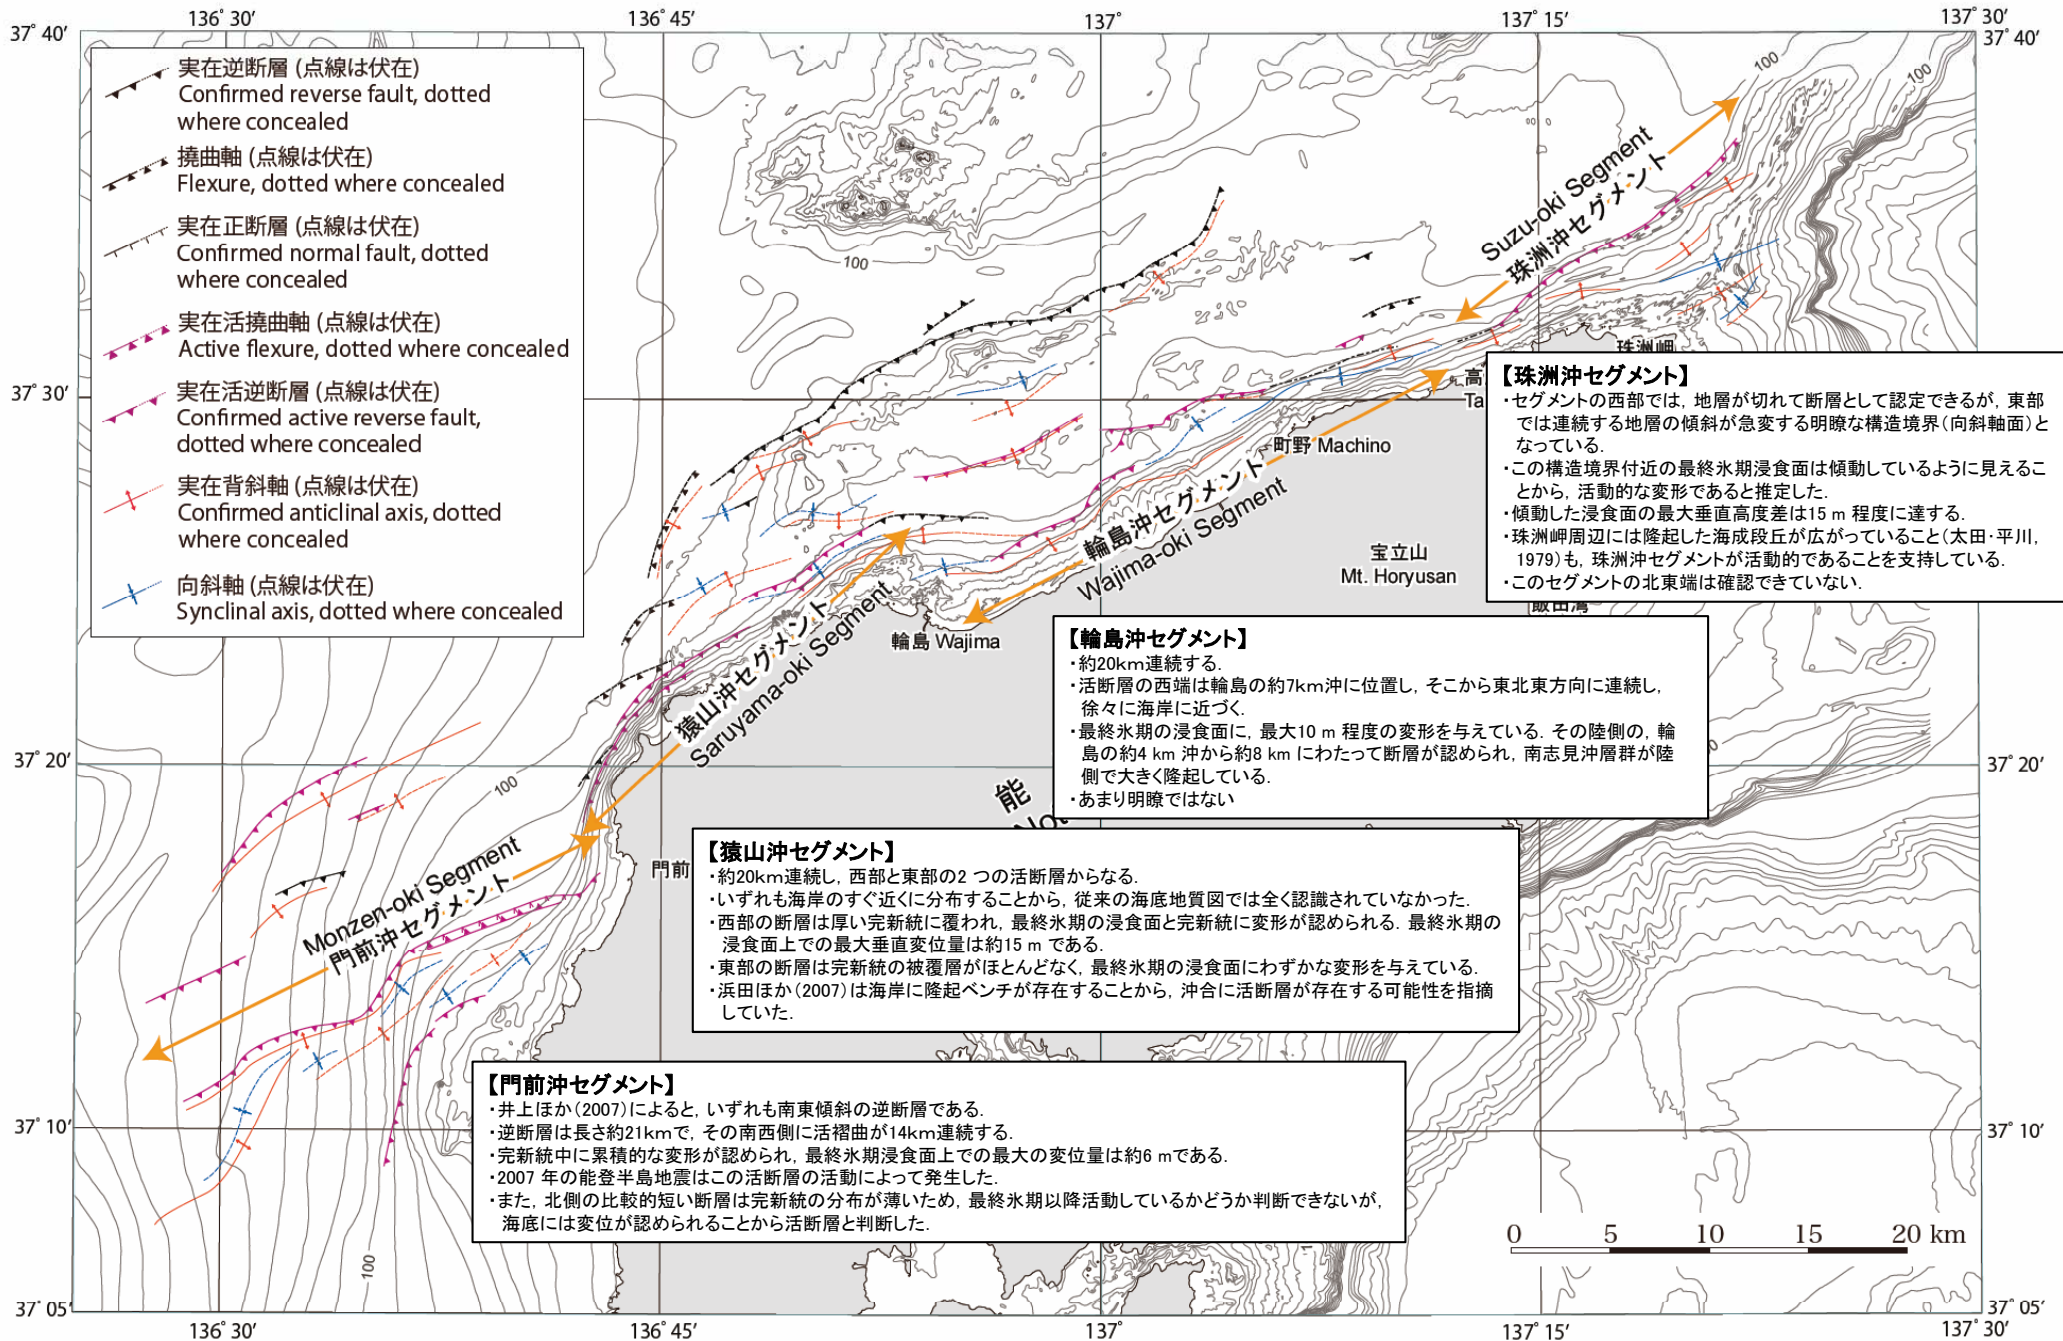 136˚ 30′
136˚ 45′
137˚
137˚ 15′
137˚ 30′
37˚ 40′
37˚ 40′
実在逆断層 (点線は伏在)
Confirmed reverse fault, dotted
where concealed
撓曲軸 (点線は伏在)
Flexure, dotted where concealed
実在正断層 (点線は伏在)
Confirmed normal fault, dotted
where concealed
実在活撓曲軸 (点線は伏在)
Active flexure, dotted where concealed
実在活逆断層 (点線は伏在)
Confirmed active reverse fault,
dotted where concealed
実在背斜軸 (点線は伏在)
Confirmed anticlinal axis, dotted
where concealed
向斜軸 (点線は伏在)
Synclinal axis, dotted where concealed
100
100
100
Suzu-oki Segment
珠洲沖セグメント
珠洲岬
37˚ 30′
高
Ta
【珠洲沖セグメント】
・セグメントの西部では, 地層が切れて断層として認定できるが, 東部
では連続する地層の傾斜が急変する明瞭な構造境界(向斜軸面)と
なっている.
・この構造境界付近の最終氷期浸食面は傾動しているように見えるこ
とから, 活動的な変形であると推定した.
・傾動した浸食面の最大垂直高度差は15 m 程度に達する.
・珠洲岬周辺には隆起した海成段丘が広がっていること(太田・平川,
1979)も, 珠洲沖セグメントが活動的であることを支持している.
・このセグメントの北東端は確認できていない.
飯田湾
町野 Machino
輪島沖セグメント
Wajima-oki Segment
宝立山
Mt. Horyusan
輪島 Wajima
猿山沖セグメント
Saruyama-oki Segment
【輪島沖セグメント】
・約20km連続する.
・活断層の西端は輪島の約7km沖に位置し, そこから東北東方向に連続し,
徐々に海岸に近づく.
・最終氷期の浸食面に, 最大10 m 程度の変形を与えている. その陸側の, 輪
島の約4 km 沖から約8 km にわたって断層が認められ, 南志見沖層群が陸
側で大きく隆起している.
・あまり明瞭ではない
37˚ 20′
37˚ 20′
100
能
Not
Monzen-oki Segment
門前沖セグメント
門前
【猿山沖セグメント】
・約20km連続し, 西部と東部の2 つの活断層からなる.
・いずれも海岸のすぐ近くに分布することから, 従来の海底地質図では全く認識されていなかった.
・西部の断層は厚い完新統に覆われ, 最終氷期の浸食面と完新統に変形が認められる. 最終氷期の
浸食面上での最大垂直変位量は約15 m である.
・東部の断層は完新統の被覆層がほとんどなく, 最終氷期の浸食面にわずかな変形を与えている.
・浜田ほか(2007)は海岸に隆起ベンチが存在することから, 沖合に活断層が存在する可能性を指摘
していた.
【門前沖セグメント】
・井上ほか(2007)によると, いずれも南東傾斜の逆断層である.
・逆断層は長さ約21kmで, その南西側に活褶曲が14km連続する.
・完新統中に累積的な変形が認められ, 最終氷期浸食面上での最大の変位量は約6 mである.
・2007 年の能登半島地震はこの活断層の活動によって発生した.
・また, 北側の比較的短い断層は完新統の分布が薄いため, 最終氷期以降活動しているかどうか判断できないが,
海底には変位が認められることから活断層と判断した.
37˚ 10′
37˚ 10′
100
0 5 10 15 20 km
37˚ 05′
37˚ 05′
136˚ 30′
136˚ 45′
137˚
137˚ 15′
137˚ 30′